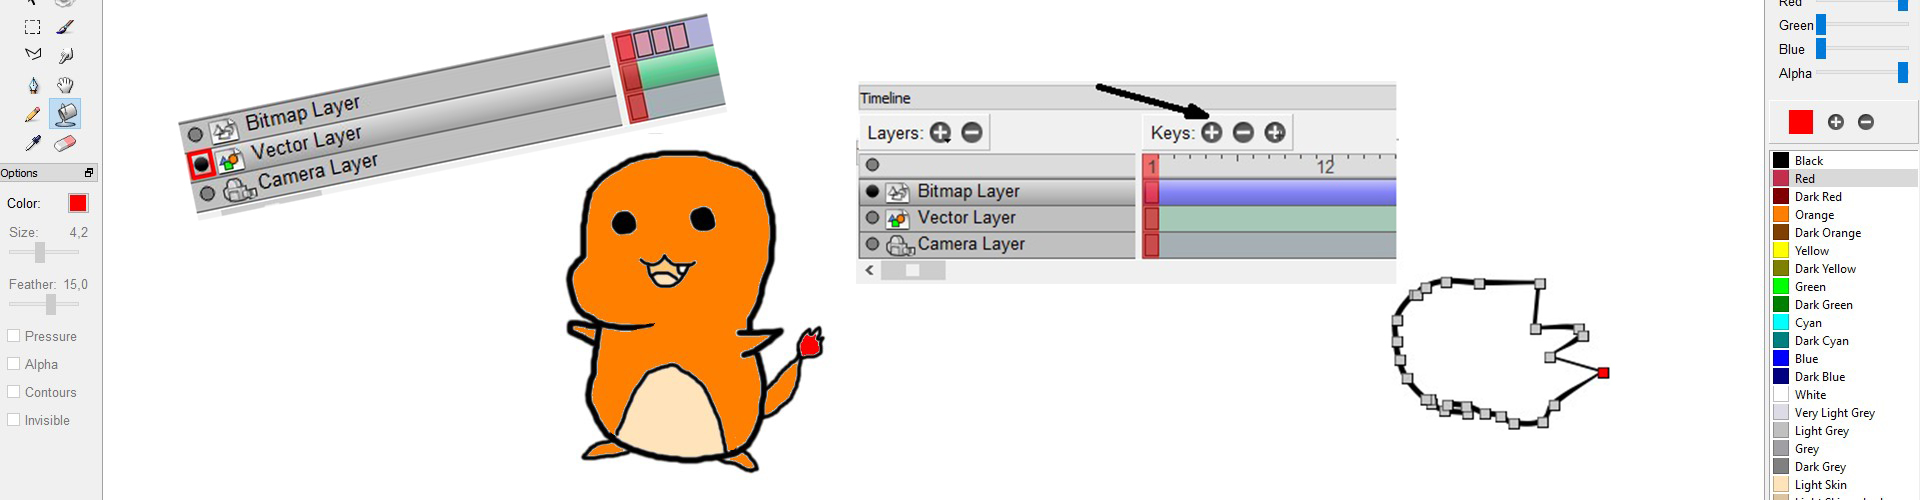 Options
Color:
Size: 4,2
Feather: 15,0
Pressure
Alpha
Contours
Invisible
Bitmap Layer
Vector Layer
Camera Layer
Timeline
Layers:
Keys:
1 12
Bitmap Layer
Vector Layer
Camera Layer
Red
Green
Blue
Alpha
Black
Red
Dark Red
Orange
Dark Orange
Yellow
Dark Yellow
Green
Dark Green
Cyan
Dark Cyan
Blue
Dark Blue
White
Very Light Grey
Light Grey
Grey
Dark Grey
Light Skin